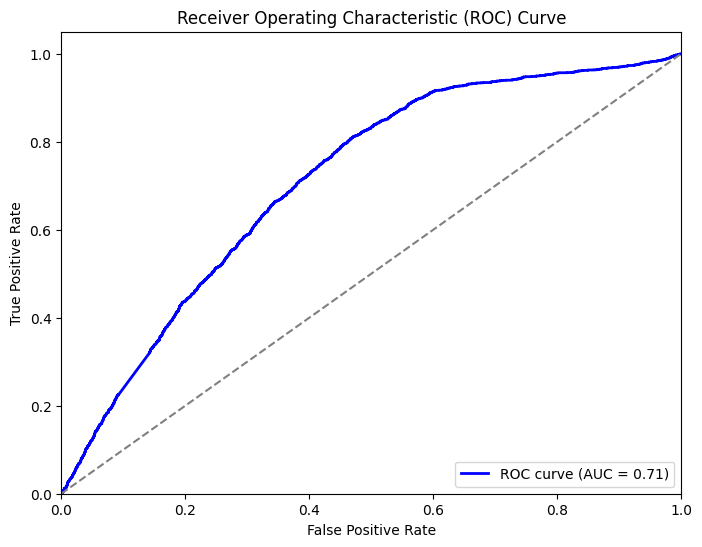 Receiver Operating Characteristic (ROC) Curve
True Positive Rate
1.0
0.8
0.6
0.4
0.2
0.0
0.0 0.2 0.4 0.6 0.8 1.0
False Positive Rate
ROC curve (AUC = 0.71)